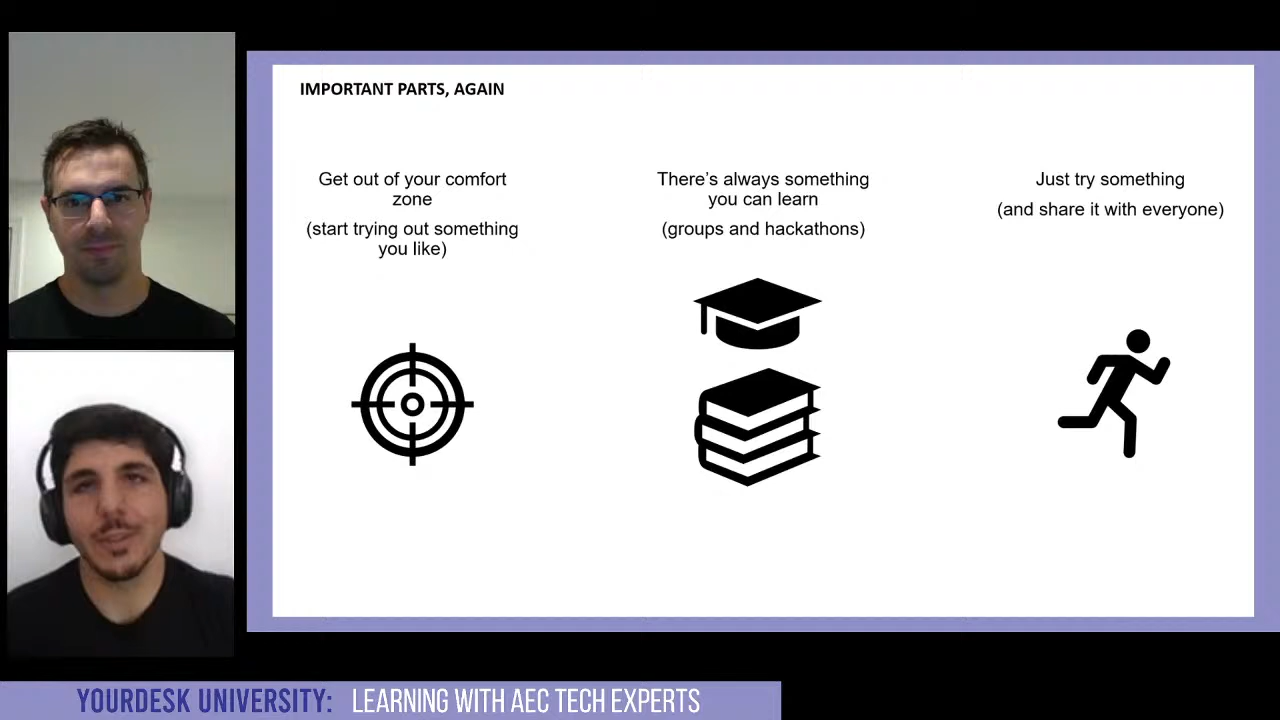 IMPORTANT PARTS, AGAIN
Get out of your comfort
zone
(start trying out something
you like)
There's always something
you can learn
(groups and hackathons)
Just try something
(and share it with everyone)
YOURDESK UNIVERSITY: LEARNING WITH AEC TECH EXPERTS